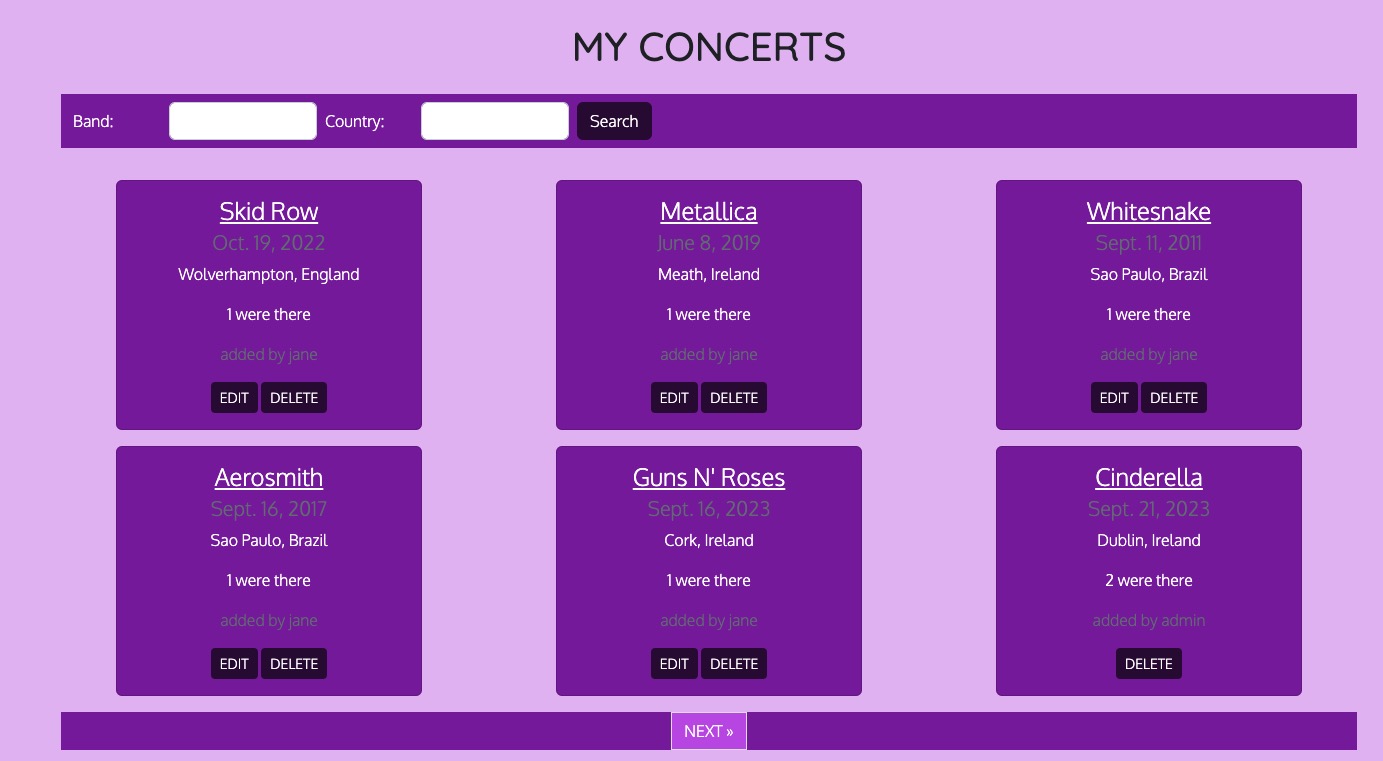 MY CONCERTS
Band: Country: Search
Skid Row
Oct. 19, 2022
Wolverhampton, England
1 were there
added by jane
EDIT DELETE
Metallica
June 8, 2019
Meath, Ireland
1 were there
added by jane
EDIT DELETE
Whitesnake
Sept. 11, 2011
Sao Paulo, Brazil
1 were there
added by jane
EDIT DELETE
Aerosmith
Sept. 16, 2017
Sao Paulo, Brazil
1 were there
added by jane
EDIT DELETE
Guns N' Roses
Sept. 16, 2023
Cork, Ireland
1 were there
added by jane
EDIT DELETE
Cinderella
Sept. 21, 2023
Dublin, Ireland
2 were there
added by admin
DELETE
NEXT »